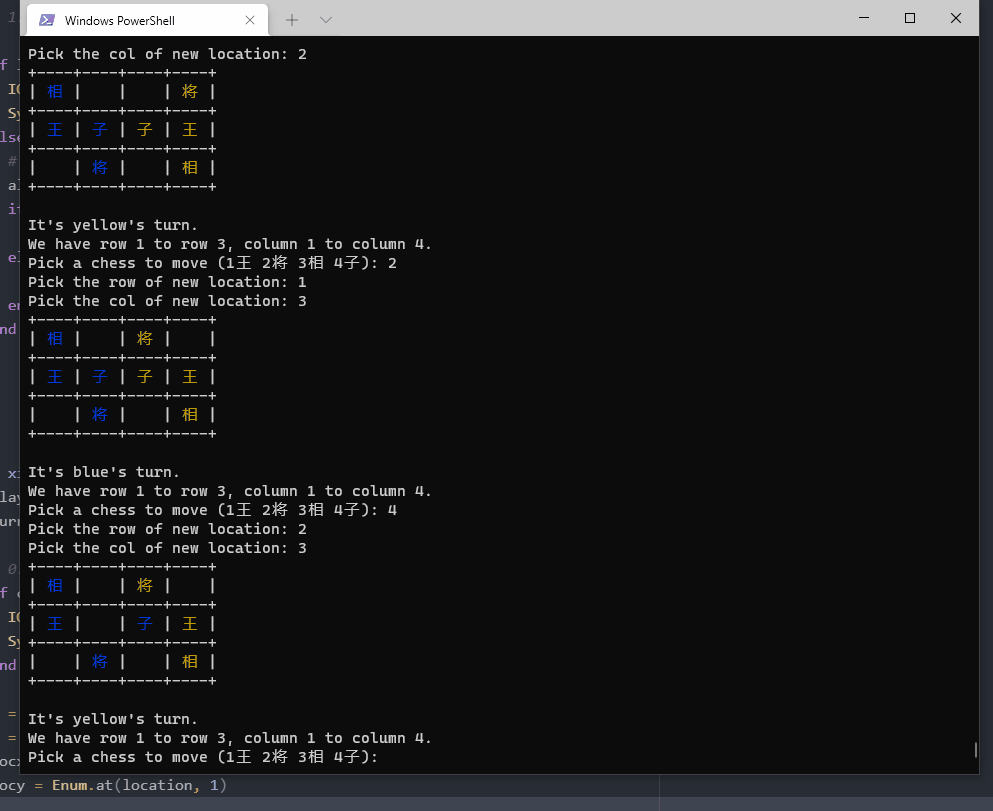 Windows PowerShell
Pick the col of new location: 2
+----+----+----+----+
| 相 |    |    | 将 |
+----+----+----+----+
| 王 | 子 | 子 | 王 |
+----+----+----+----+
|    | 将 |    | 相 |
+----+----+----+----+
It's yellow's turn.
We have row 1 to row 3, column 1 to column 4.
Pick a chess to move (1王 2将 3相 4子): 2
Pick the row of new location: 1
Pick the col of new location: 3
+----+----+----+----+
| 相 |    | 将 |    |
+----+----+----+----+
| 王 | 子 | 子 | 王 |
+----+----+----+----+
|    | 将 |    | 相 |
+----+----+----+----+
It's blue's turn.
We have row 1 to row 3, column 1 to column 4.
Pick a chess to move (1王 2将 3相 4子): 4
Pick the row of new location: 2
Pick the col of new location: 3
+----+----+----+----+
| 相 |    | 将 |    |
+----+----+----+----+
| 王 |    | 子 | 王 |
+----+----+----+----+
|    | 将 |    | 相 |
+----+----+----+----+
It's yellow's turn.
We have row 1 to row 3, column 1 to column 4.
Pick a chess to move (1王 2将 3相 4子):
ocy = Enum.at(location, 1)